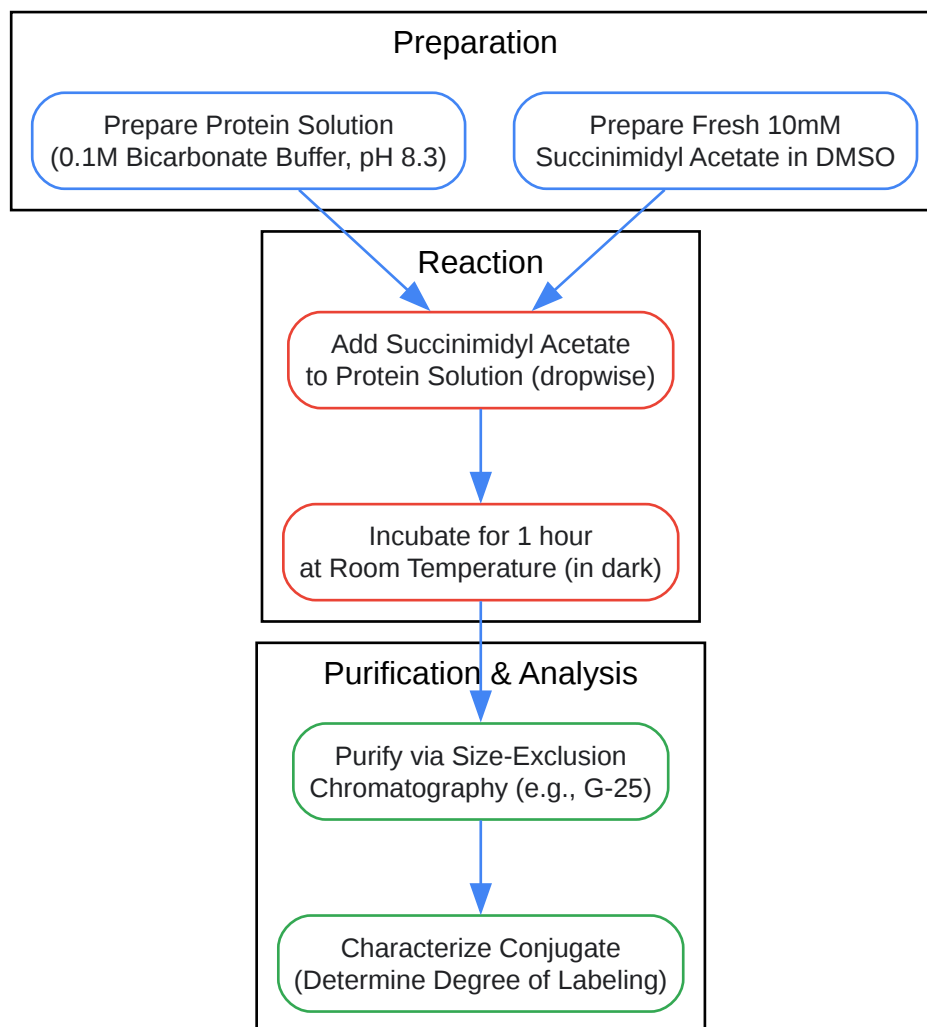 Preparation
Prepare Protein Solution
(0.1M Bicarbonate Buffer, pH 8.3)
Prepare Fresh 10mM
Succinimidyl Acetate in DMSO
Reaction
Add Succinimidyl Acetate
to Protein Solution (dropwise)
Incubate for 1 hour
at Room Temperature (in dark)
Purification & Analysis
Purify via Size-Exclusion
Chromatography (e.g., G-25)
Characterize Conjugate
(Determine Degree of Labeling)